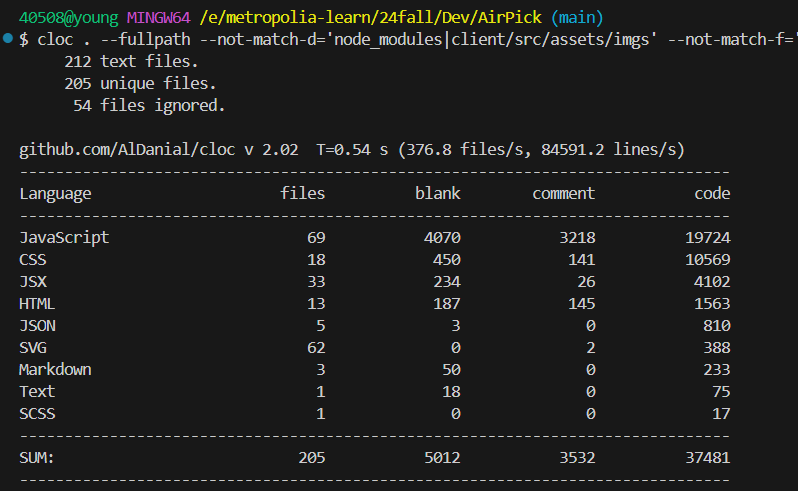 40508@young MINGW64 /e/metropolia-learn/24fall/Dev/AirPick (main)
$ cloc . --fullpath --not-match-d='node_modules|client/src/assets/imgs' --not-match-f='
212 text files.
205 unique files.
54 files ignored.
github.com/AlDanial/cloc v 2.02 T=0.54 s (376.8 files/s, 84591.2 lines/s)
-------------------------------------------------------------------------------
Language files blank comment code
-------------------------------------------------------------------------------
JavaScript 69 4070 3218 19724
CSS 18 450 141 10569
JSX 33 234 26 4102
HTML 13 187 145 1563
JSON 5 3 0 810
SVG 62 0 2 388
Markdown 3 50 0 233
Text 1 18 0 75
SCSS 1 0 0 17
-------------------------------------------------------------------------------
SUM: 205 5012 3532 37481
-------------------------------------------------------------------------------